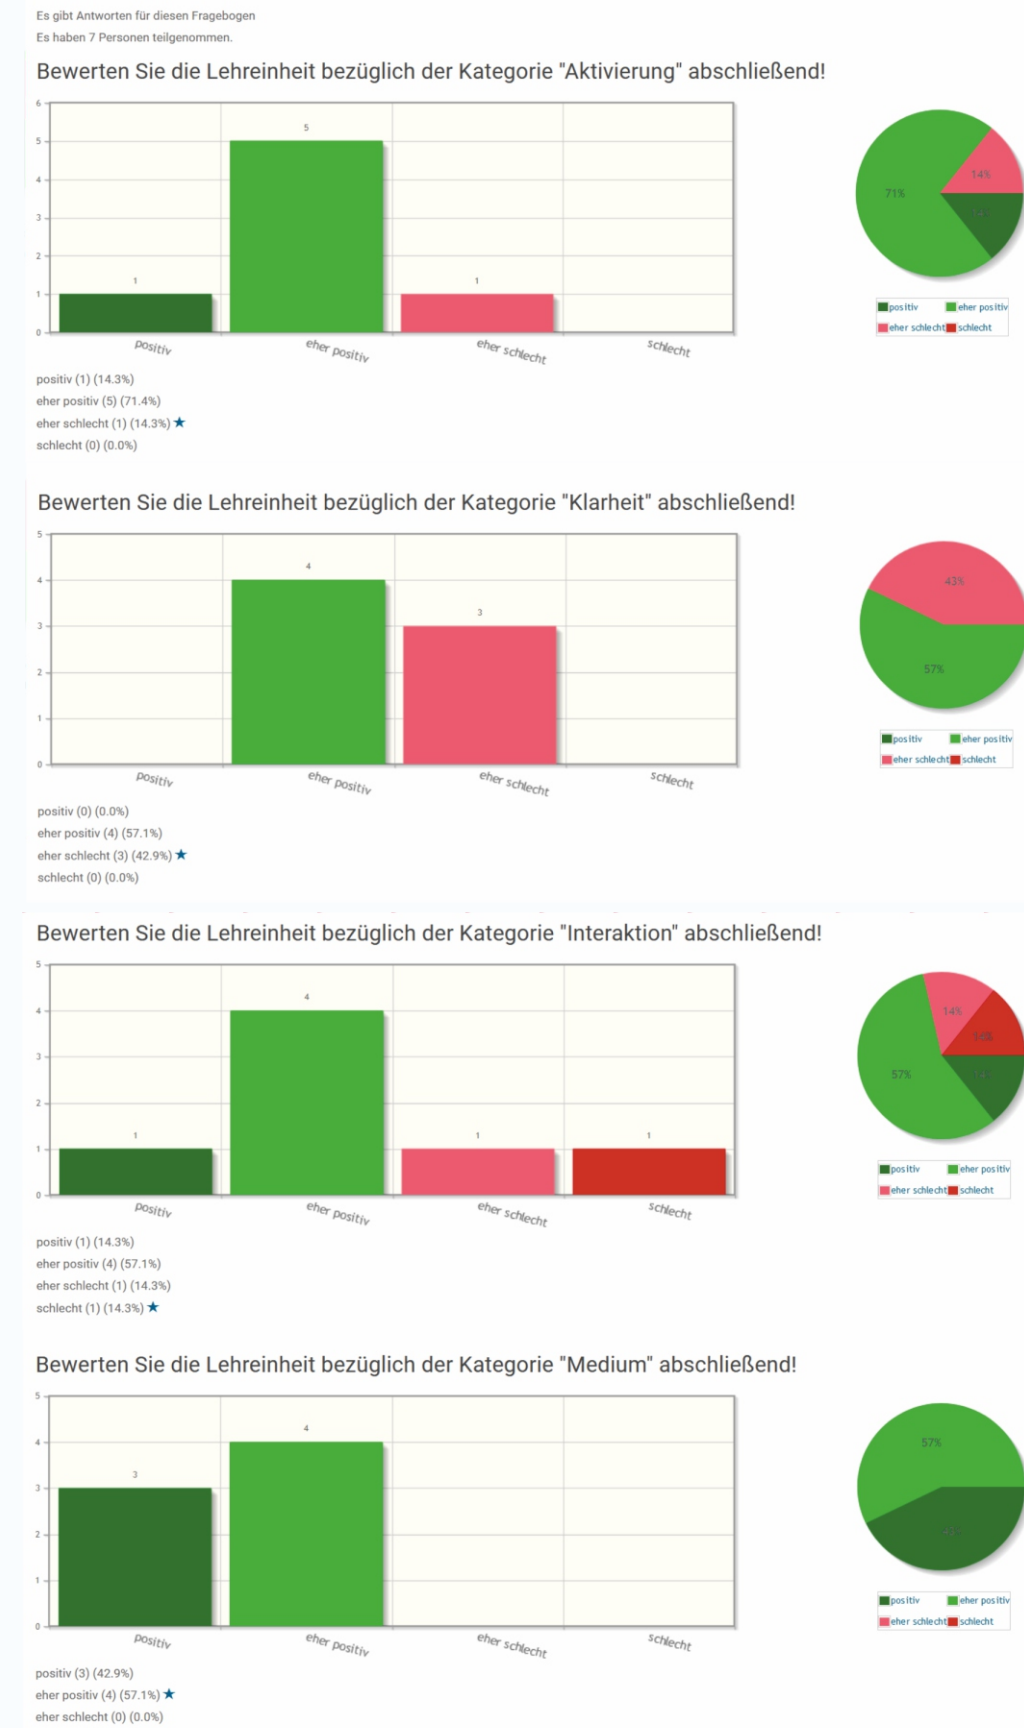 Es gibt Antworten für diesen Fragebogen
Es haben 7 Personen teilgenommen.
Bewerten Sie die Lehreinheit bezüglich der Kategorie "Aktivierung" abschließend!
6
5
4
3
2
1
0
1
5
1
positiv
eher positiv
eher schlecht
schlecht
71%
14%
14%
positiv
eher positiv
eher schlecht
schlecht
positiv (1) (14.3%)
eher positiv (5) (71.4%)
eher schlecht (1) (14.3%) ★
schlecht (0) (0.0%)
Bewerten Sie die Lehreinheit bezüglich der Kategorie "Klarheit" abschließend!
5
4
3
2
1
0
4
3
positiv
eher positiv
eher schlecht
schlecht
43%
57%
positiv
eher positiv
eher schlecht
schlecht
positiv (0) (0.0%)
eher positiv (4) (57.1%)
eher schlecht (3) (42.9%) ★
schlecht (0) (0.0%)
Bewerten Sie die Lehreinheit bezüglich der Kategorie "Interaktion" abschließend!
5
4
3
2
1
0
1
4
1
1
positiv
eher positiv
eher schlecht
schlecht
14%
14%
57%
14%
positiv
eher positiv
eher schlecht
schlecht
positiv (1) (14.3%)
eher positiv (4) (57.1%)
eher schlecht (1) (14.3%)
schlecht (1) (14.3%) ★
Bewerten Sie die Lehreinheit bezüglich der Kategorie "Medium" abschließend!
5
4
3
2
1
0
3
4
positiv
eher positiv
eher schlecht
schlecht
57%
43%
positiv
eher positiv
eher schlecht
schlecht
positiv (3) (42.9%)
eher positiv (4) (57.1%) ★
eher schlecht (0) (0.0%)